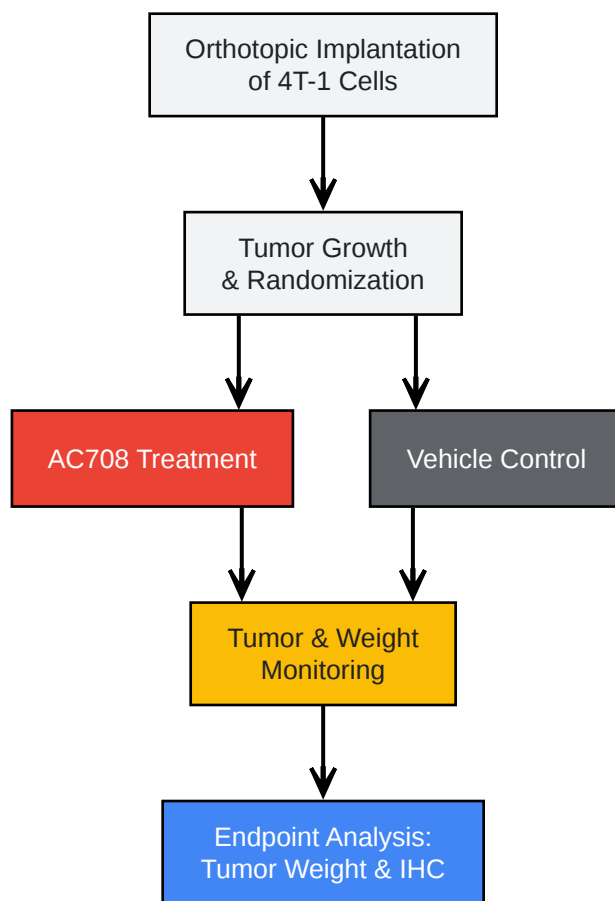 Orthotopic Implantation
of 4T-1 Cells
Tumor Growth
& Randomization
AC708 Treatment
Vehicle Control
Tumor & Weight
Monitoring
Endpoint Analysis:
Tumor Weight & IHC